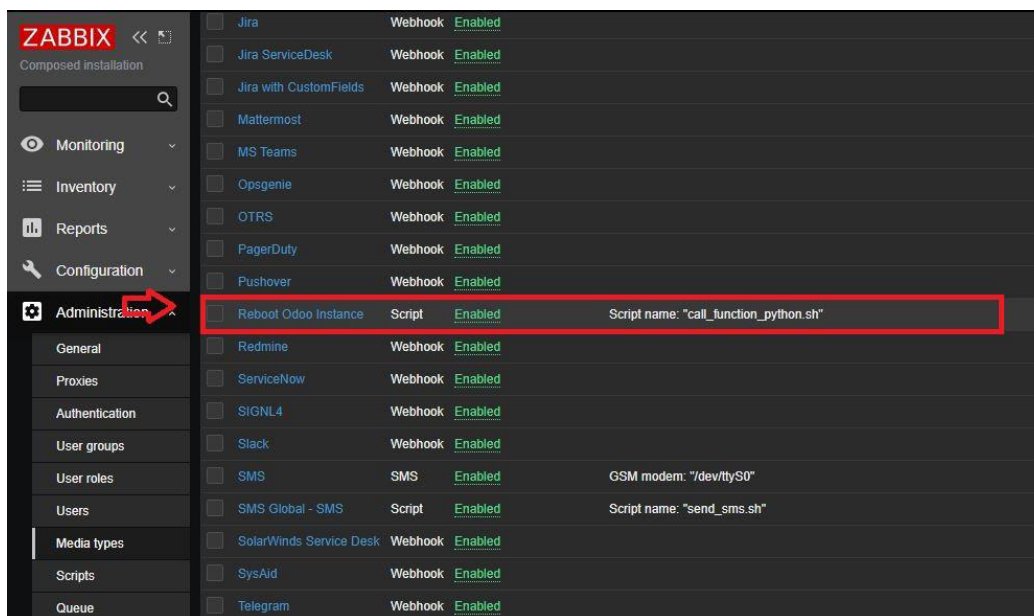 ZABBIX
Composed installation
Monitoring
Inventory
Reports
Configuration
Administration
General
Proxies
Authentication
User groups
User roles
Users
Media types
Scripts
Queue
Jira Webhook Enabled
Jira ServiceDesk Webhook Enabled
Jira with CustomFields Webhook Enabled
Mattermost Webhook Enabled
MS Teams Webhook Enabled
Opsgenie Webhook Enabled
OTRS Webhook Enabled
PagerDuty Webhook Enabled
Pushover Webhook Enabled
Reboot Odoo Instance Script Enabled Script name: "call_function_python.sh"
Redmine Webhook Enabled
ServiceNow Webhook Enabled
SIGNL4 Webhook Enabled
Slack Webhook Enabled
SMS SMS Enabled GSM modem: "/dev/ttyS0"
SMS Global - SMS Script Enabled Script name: "send_sms.sh"
SolarWinds Service Desk Webhook Enabled
SysAid Webhook Enabled
Telegram Webhook Enabled